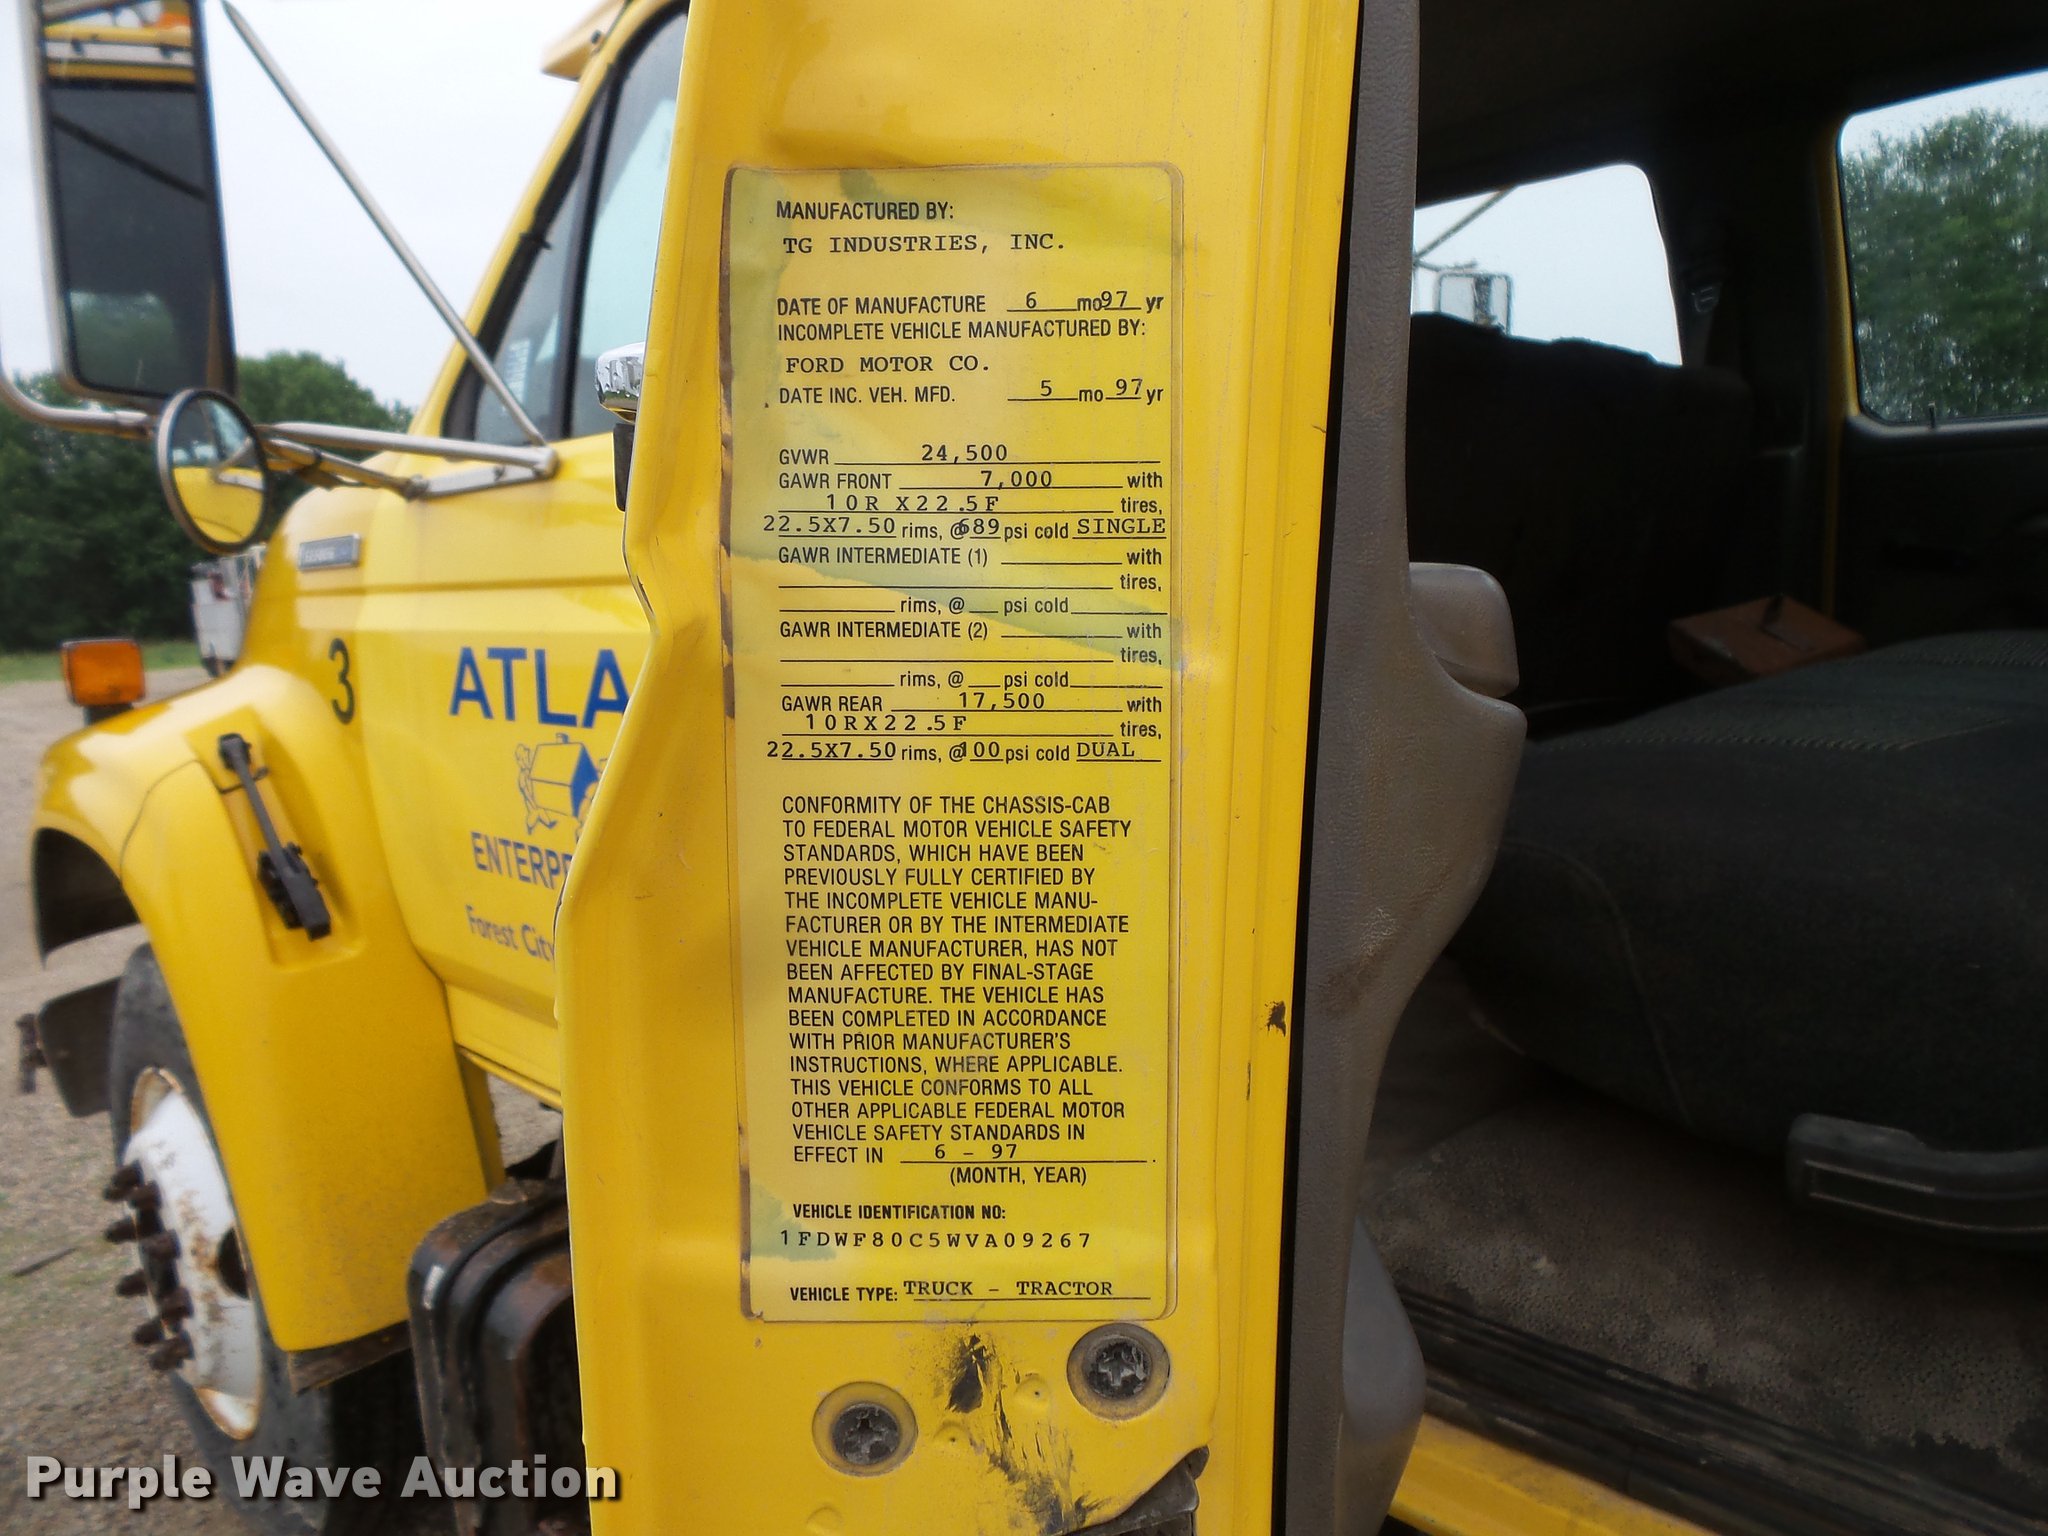 MANUFACTURED BY:
TG INDUSTRIES, INC.
DATE OF MANUFACTURE 6 mo 97 yr
INCOMPLETE VEHICLE MANUFACTURED BY:
FORD MOTOR CO.
DATE INC. VEH. MFD. 5 mo 97 yr
GVWR 24,500
GAWR FRONT 7,000 with
10R X22.5F tires,
22.5X7.50 rims, @ 689 psi cold SINGLE
GAWR INTERMEDIATE (1) with
tires,
rims, @ psi cold
GAWR INTERMEDIATE (2) with
tires,
rims, @ psi cold
GAWR REAR 17,500 with
10RX22.5F tires,
22.5X7.50 rims, @ 100 psi cold DUAL
CONFORMITY OF THE CHASSIS-CAB
TO FEDERAL MOTOR VEHICLE SAFETY
STANDARDS, WHICH HAVE BEEN
PREVIOUSLY FULLY CERTIFIED BY
THE INCOMPLETE VEHICLE MANU-
FACTURER OR BY THE INTERMEDIATE
VEHICLE MANUFACTURER, HAS NOT
BEEN AFFECTED BY FINAL-STAGE
MANUFACTURE. THE VEHICLE HAS
BEEN COMPLETED IN ACCORDANCE
WITH PRIOR MANUFACTURER'S
INSTRUCTIONS, WHERE APPLICABLE.
THIS VEHICLE CONFORMS TO ALL
OTHER APPLICABLE FEDERAL MOTOR
VEHICLE SAFETY STANDARDS IN
EFFECT IN 6 - 97.
(MONTH, YEAR)
VEHICLE IDENTIFICATION NO:
1FDWF80C5WVA09267
VEHICLE TYPE: TRUCK - TRACTOR
3
ATLA
ENTERP
Forest City
Purple Wave Auction